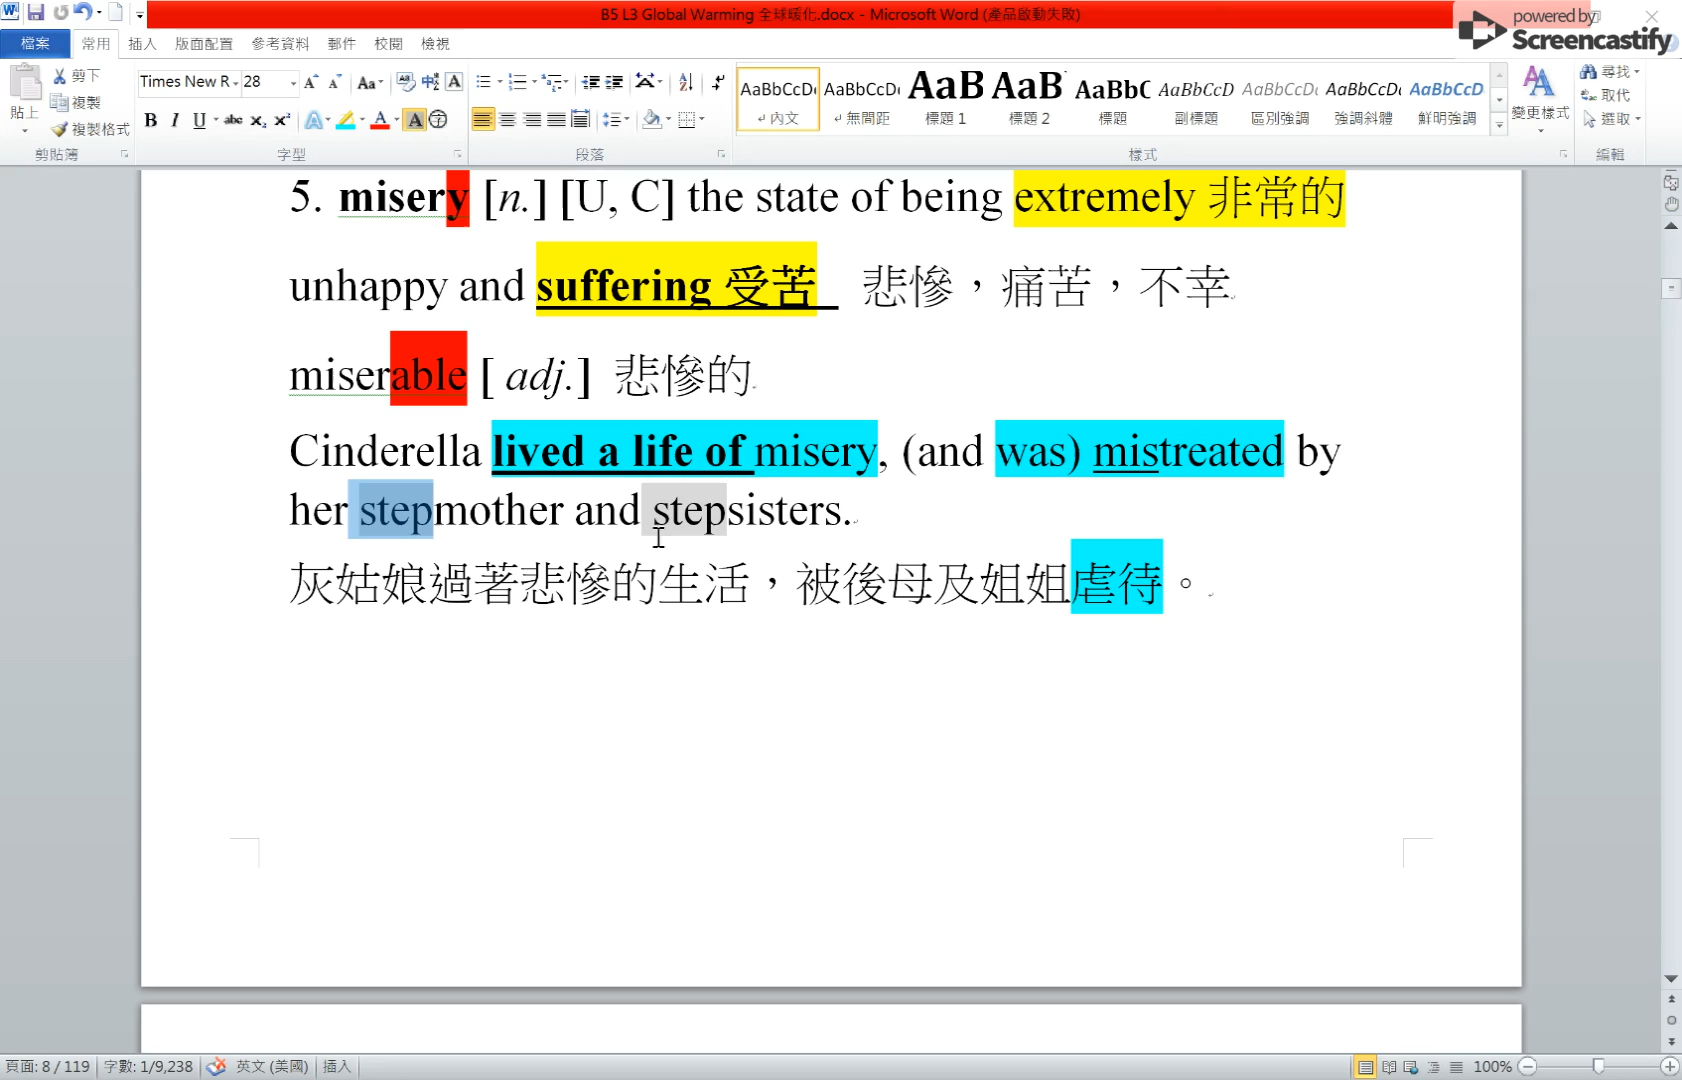 B5 L3 Global Warming 全球暖化.docx - Microsoft Word (產品啟動失敗)
powered by
Screencastify
檔案 常用 插入 版面配置 參考資料 郵件 校閱 檢視
貼上 剪下 複製 複製格式 剪貼簿
Times New R 28
字型
段落
AaBbCcDı AaBbCcDı AaB AaB AaBbC AaBbCcD AaBbCcDı AaBbCcDı AaBbCcD
內文 無間距 標題 1 標題 2 標題 副標題 區別強調 強調斜體 鮮明強調
樣式
變更樣式
尋找 取代 選取
編輯
5. misery [n.] [U, C] the state of being extremely 非常的
unhappy and suffering 受苦 悲慘，痛苦，不幸
miserable [ adj.] 悲慘的
Cinderella lived a life of misery, (and was) mistreated by
her stepmother and stepsisters.
灰姑娘過著悲慘的生活，被後母及姐姐虐待。
頁面: 8 / 119 字數: 1/9,238 英文 (美國) 插入 100%